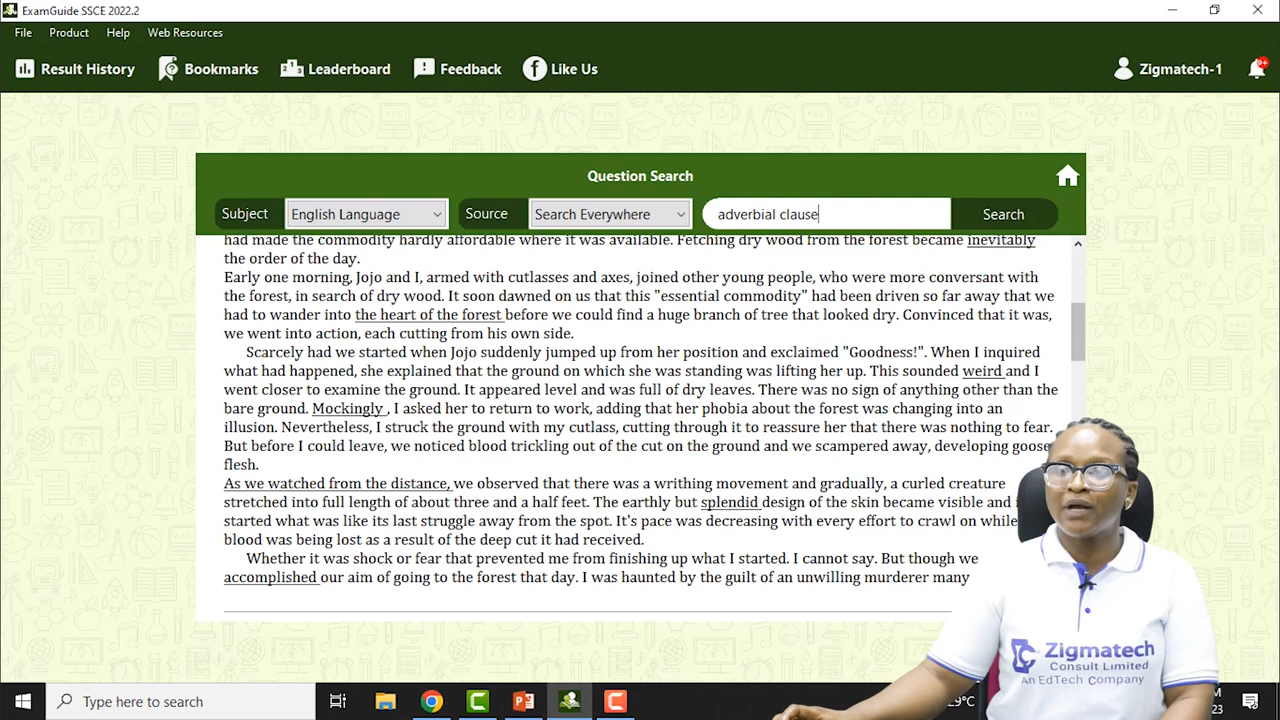 ExamGuide SSCE 2022.2
File Product Help Web Resources
Result History Bookmarks Leaderboard Feedback Like Us Zigmatech-1 9+
Question Search
Subject English Language Source Search Everywhere adverbial clause Search
had made the commodity hardly affordable where it was available. Fetching dry wood from the forest became inevitably
the order of the day.
Early one morning, Jojo and I, armed with cutlasses and axes, joined other young people, who were more conversant with
the forest, in search of dry wood. It soon dawned on us that this "essential commodity" had been driven so far away that we
had to wander into the heart of the forest before we could find a huge branch of tree that looked dry. Convinced that it was,
we went into action, each cutting from his own side.
Scarcely had we started when Jojo suddenly jumped up from her position and exclaimed "Goodness!". When I inquired
what had happened, she explained that the ground on which she was standing was lifting her up. This sounded weird and I
went closer to examine the ground. It appeared level and was full of dry leaves. There was no sign of anything other than the
bare ground. Mockingly , I asked her to return to work, adding that her phobia about the forest was changing into an
illusion. Nevertheless, I struck the ground with my cutlass, cutting through it to reassure her that there was nothing to fear.
But before I could leave, we noticed blood trickling out of the cut on the ground and we scampered away, developing goose
flesh.
As we watched from the distance, we observed that there was a writhing movement and gradually, a curled creature
stretched into full length of about three and a half feet. The earthly but splendid design of the skin became visible and
started what was like its last struggle away from the spot. It's pace was decreasing with every effort to crawl on while
blood was being lost as a result of the deep cut it had received.
Whether it was shock or fear that prevented me from finishing up what I started. I cannot say. But though we
accomplished our aim of going to the forest that day. I was haunted by the guilt of an unwilling murderer many
Zigmatech
Consult Limited
An EdTech Company
Type here to search